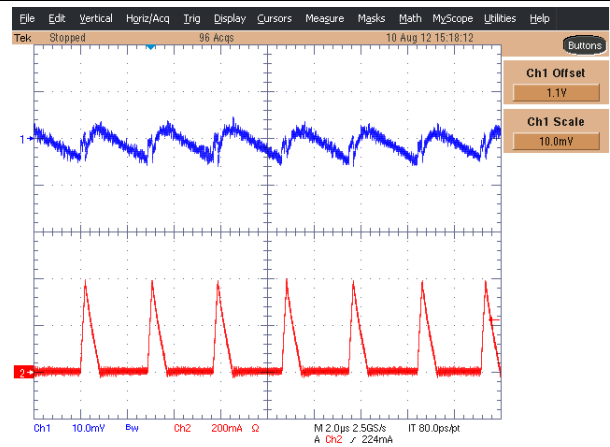 File Edit Vertical Horiz/Acq Trig Display Cursors Measure Masks Math MyScope Utilities Help
Tek Stopped 96 Acqs 10 Aug 12 15:18:12
Buttons
Ch1 Offset
1.1V
Ch1 Scale
10.0mV
1
2
Ch1 10.0mV Bw Ch2 200mA Ω M 2.0µs 2.5GS/s IT 80.0ps/pt
A Ch2 ∕ 224mA